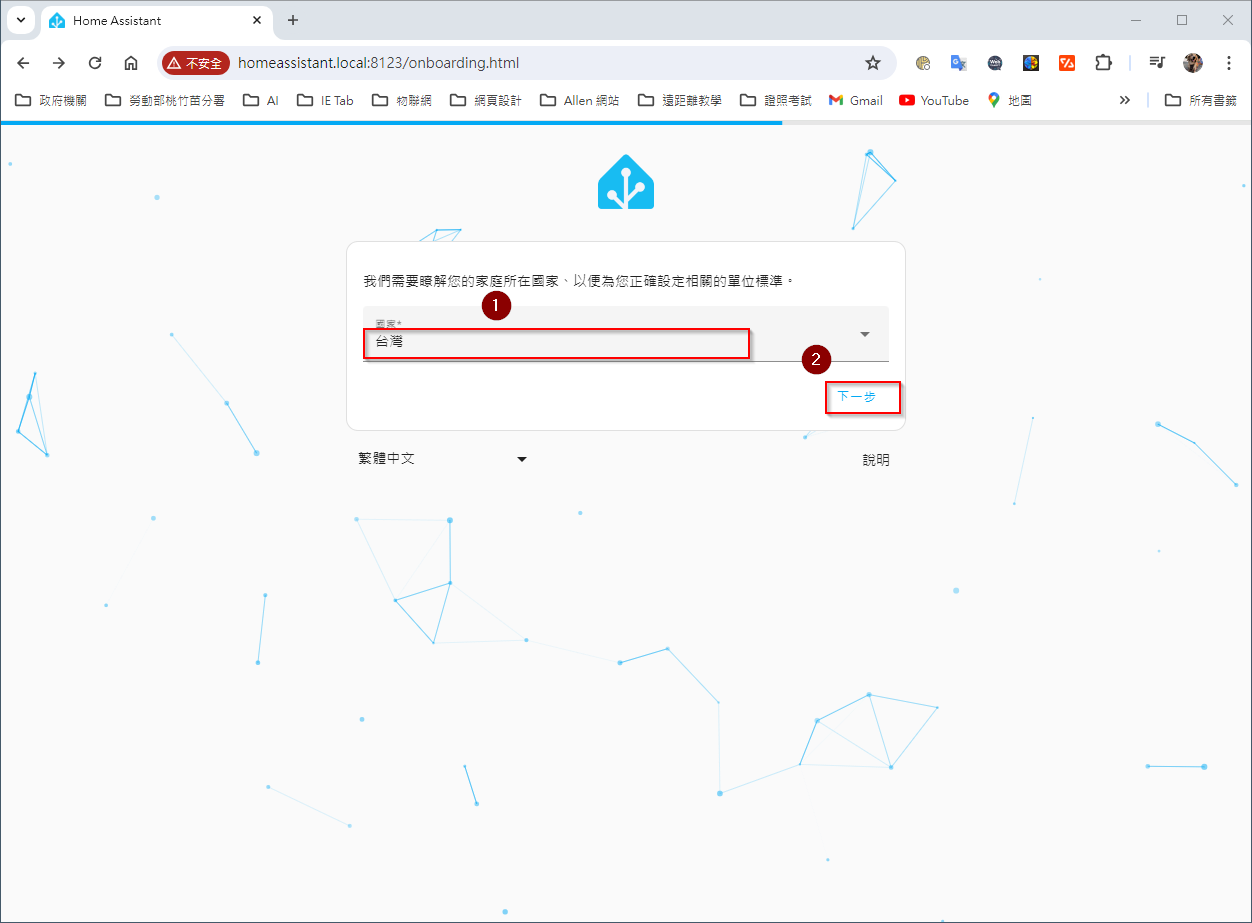 Home Assistant
不安全
homeassistant.local:8123/onboarding.html
政府機關 勞動部桃竹苗分署 AI IE Tab 物聯網 網頁設計 Allen 網站 遠距離教學 證照考試 Gmail YouTube 地圖 所有書籤
我們需要瞭解您的家庭所在國家、以便為您正確設定相關的單位標準。
1
國家*
台灣
2
下一步
繁體中文 說明